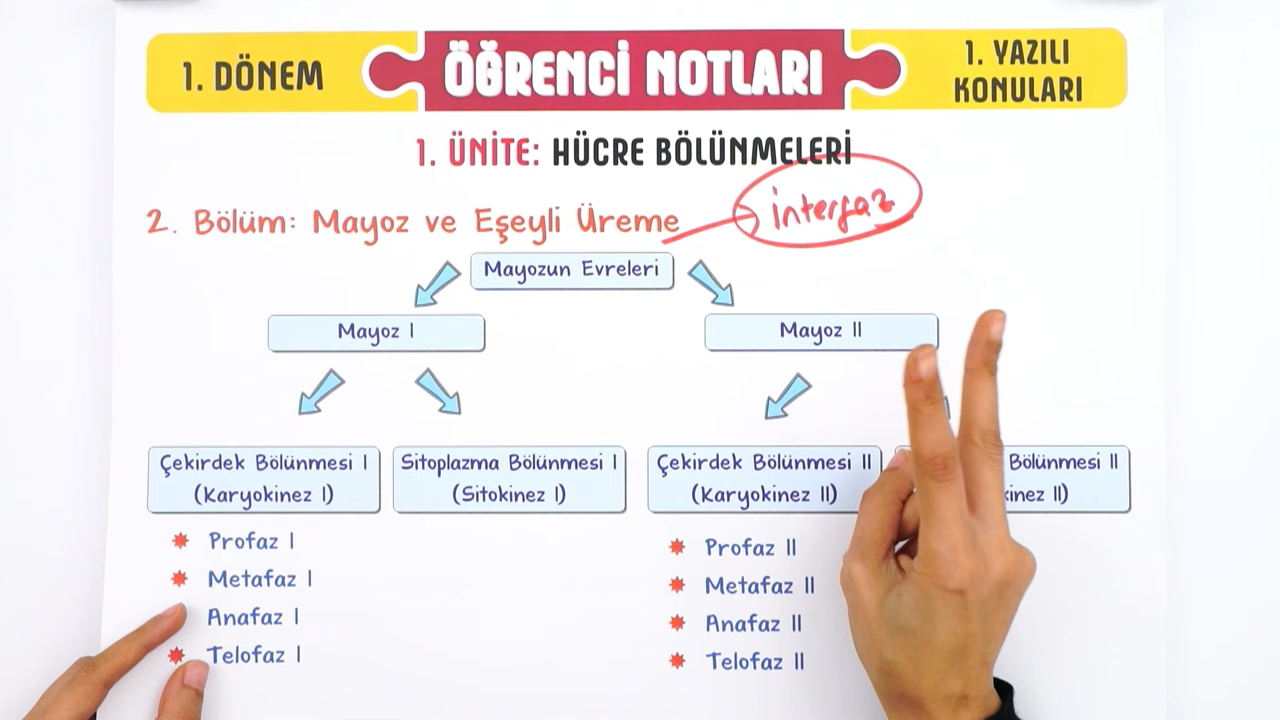 1. DÖNEM
ÖĞRENCİ NOTLARI
1. YAZILI
KONULARI
1. ÜNİTE: HÜCRE BÖLÜNMELERİ
2. Bölüm: Mayoz ve Eşeyli Üreme
interfaz
Mayozun Evreleri
Mayoz I
Mayoz II
Çekirdek Bölünmesi I
(Karyokinez I)
Sitoplazma Bölünmesi I
(Sitokinez I)
Çekirdek Bölünmesi II
(Karyokinez II)
Bölünmesi II
II)
Profaz I
Metafaz I
Anafaz I
Telofaz I
Profaz II
Metafaz II
Anafaz II
Telofaz II